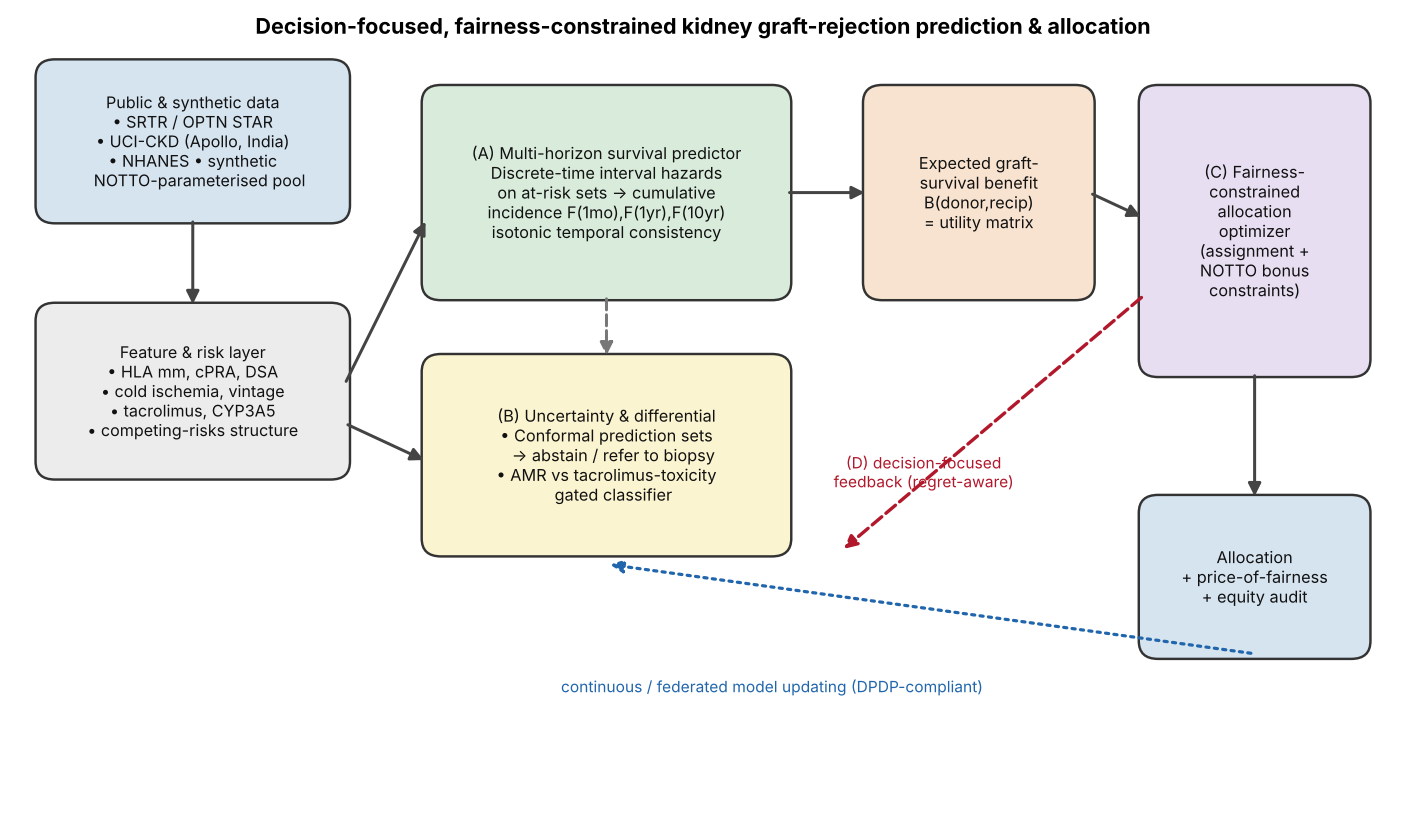 Decision-focused, fairness-constrained kidney graft-rejection prediction & allocation
Public & synthetic data
• SRTR / OPTN STAR
• UCI-CKD (Apollo, India)
• NHANES • synthetic
NOTTO-parameterised pool
Feature & risk layer
• HLA mm, cPRA, DSA
• cold ischemia, vintage
• tacrolimus, CYP3A5
• competing-risks structure
(A) Multi-horizon survival predictor
Discrete-time interval hazards
on at-risk sets → cumulative
incidence F(1mo),F(1yr),F(10yr)
isotonic temporal consistency
(B) Uncertainty & differential
• Conformal prediction sets
→ abstain / refer to biopsy
• AMR vs tacrolimus-toxicity
gated classifier
Expected graft-
survival benefit
B(donor,recip)
= utility matrix
(C) Fairness-
constrained
allocation
optimizer
(assignment +
NOTTO bonus
constraints)
(D) decision-focused
feedback (regret-aware)
Allocation
+ price-of-fairness
+ equity audit
continuous / federated model updating (DPDP-compliant)